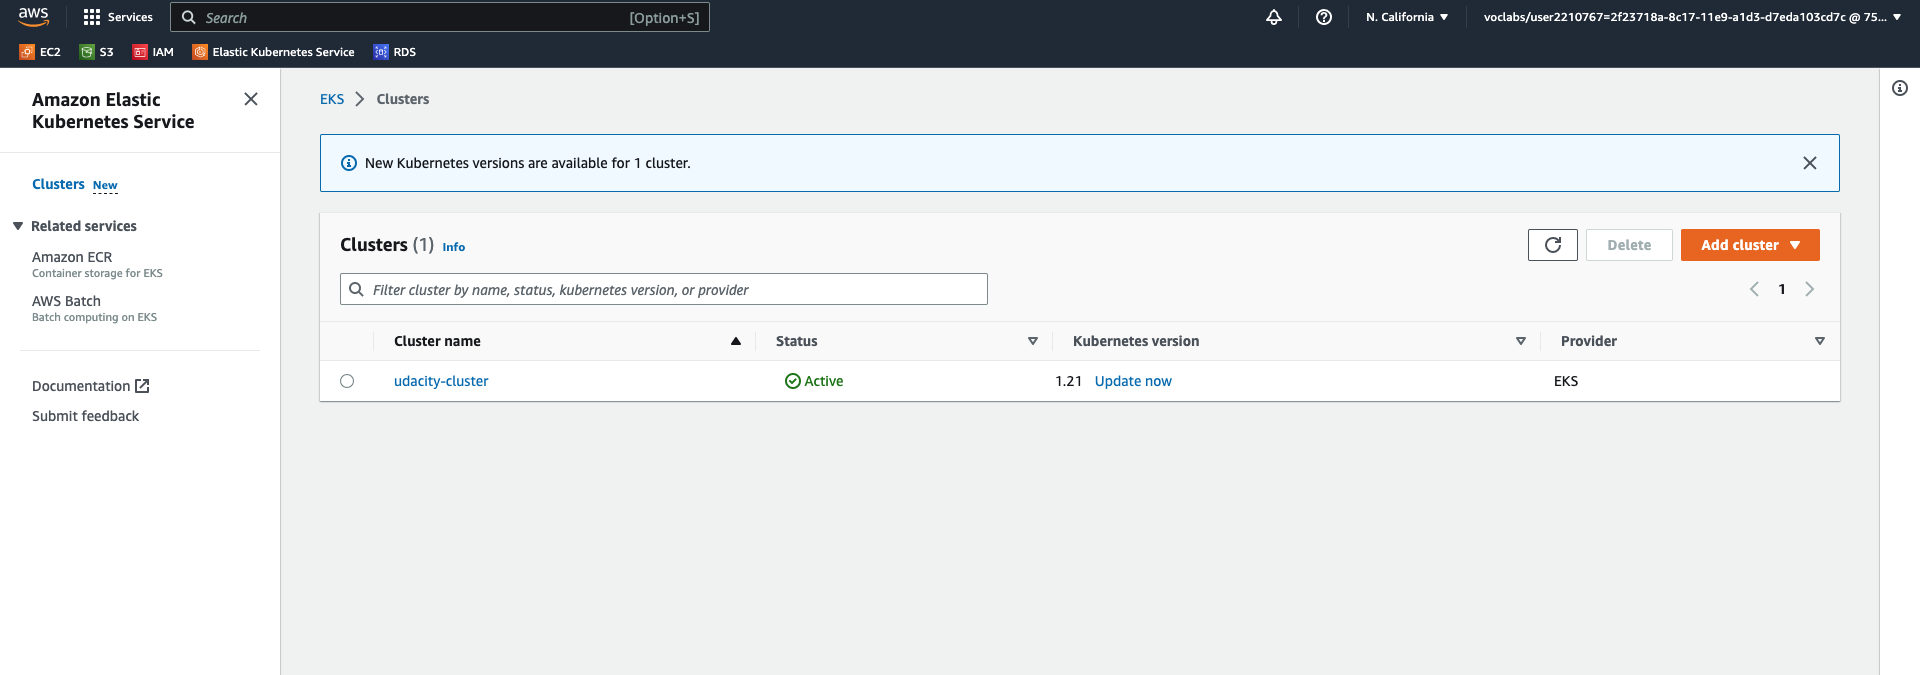 aws
Services
Search [Option+S]
N. California
voclabs/user2210767=2f23718a-8c17-11e9-a1d3-d7eda103cd7c @ 75...
EC2 S3 IAM Elastic Kubernetes Service RDS
Amazon Elastic
Kubernetes Service
Clusters New
Related services
Amazon ECR
Container storage for EKS
AWS Batch
Batch computing on EKS
Documentation
Submit feedback
EKS > Clusters
New Kubernetes versions are available for 1 cluster.
Clusters (1) Info
Delete
Add cluster
Filter cluster by name, status, kubernetes version, or provider
1
Cluster name Status Kubernetes version Provider
udacity-cluster Active 1.21 Update now EKS